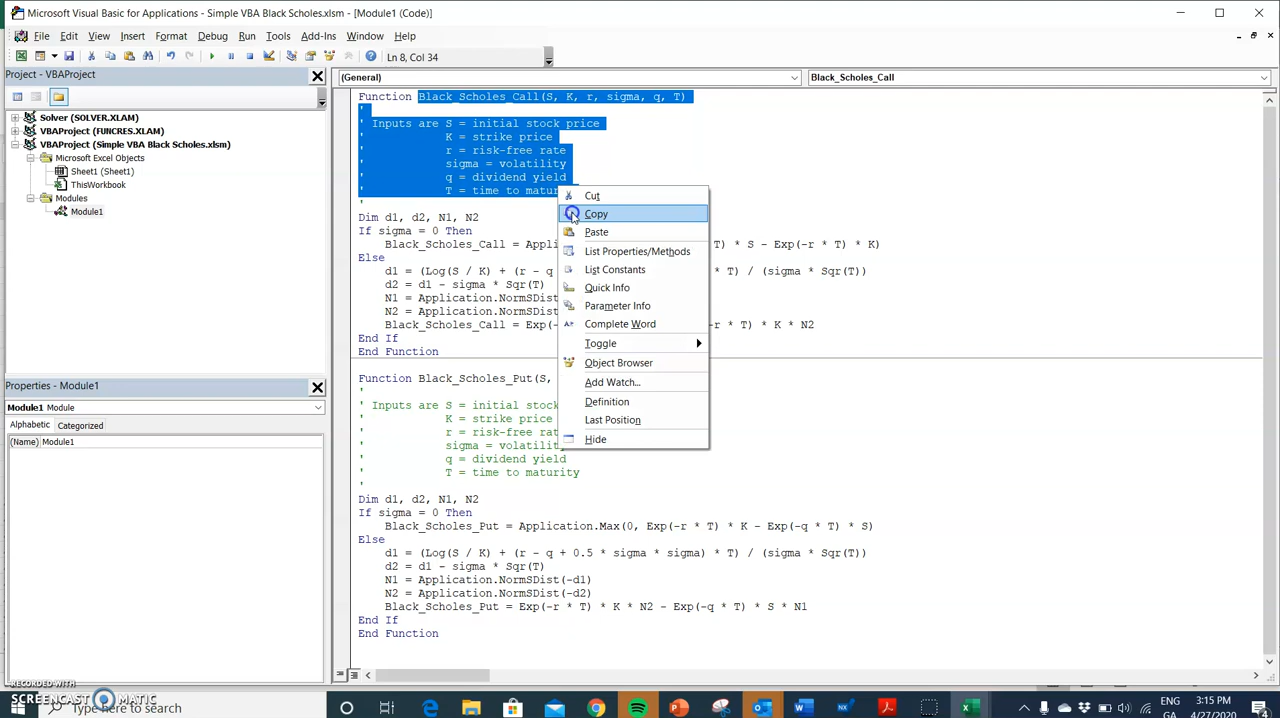 Microsoft Visual Basic for Applications - Simple VBA Black Scholes.xlsm - [Module1 (Code)]
File Edit View Insert Format Debug Run Tools Add-Ins Window Help
Ln 8, Col 34
Project - VBAProject
Solver (SOLVER.XLAM)
VBAProject (FUNCRES.XLAM)
VBAProject (Simple VBA Black Scholes.xlsm)
Microsoft Excel Objects
Sheet1 (Sheet1)
ThisWorkbook
Modules
Module1
Properties - Module1
Module1 Module
Alphabetic Categorized
(Name) Module1
(General) Black_Scholes_Call
Function Black_Scholes_Call(S, K, r, sigma, q, T)
'
' Inputs are S = initial stock price
' K = strike price
' r = risk-free rate
' sigma = volatility
' q = dividend yield
' T = time to matur
'
Dim d1, d2, N1, N2
If sigma = 0 Then
Black_Scholes_Call = Appli T) * S - Exp(-r * T) * K)
Else
d1 = (Log(S / K) + (r - q * T) / (sigma * Sqr(T))
d2 = d1 - sigma * Sqr(T)
N1 = Application.NormSDist
N2 = Application.NormSDist
Black_Scholes_Call = Exp(- -r * T) * K * N2
End If
End Function
Cut
Copy
Paste
List Properties/Methods
List Constants
Quick Info
Parameter Info
Complete Word
Toggle
Object Browser
Add Watch...
Definition
Last Position
Hide
Function Black_Scholes_Put(S,
'
' Inputs are S = initial stock
' K = strike price
' r = risk-free rat
' sigma = volatilit
' q = dividend yield
' T = time to maturity
'
Dim d1, d2, N1, N2
If sigma = 0 Then
Black_Scholes_Put = Application.Max(0, Exp(-r * T) * K - Exp(-q * T) * S)
Else
d1 = (Log(S / K) + (r - q + 0.5 * sigma * sigma) * T) / (sigma * Sqr(T))
d2 = d1 - sigma * Sqr(T)
N1 = Application.NormSDist(-d1)
N2 = Application.NormSDist(-d2)
Black_Scholes_Put = Exp(-r * T) * K * N2 - Exp(-q * T) * S * N1
End If
End Function
RECORDED WITH
SCREENCAST MATIC
Type here to search
ENG 3:15 PM
GA 4/27/2020
4